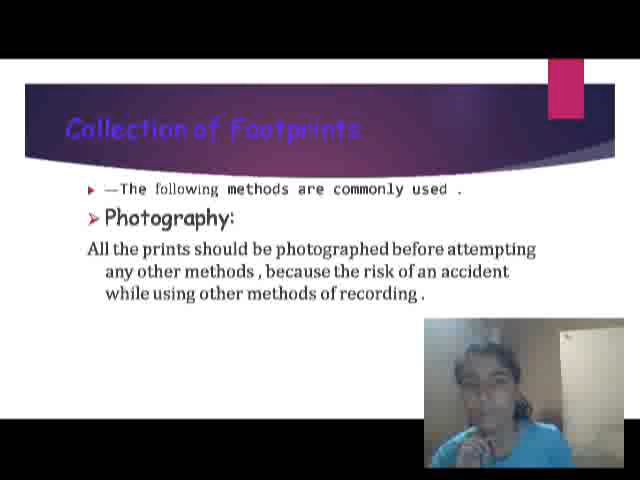 Collection of Footprints
—The following methods are commonly used .
Photography:
All the prints should be photographed before attempting
any other methods , because the risk of an accident
while using other methods of recording .